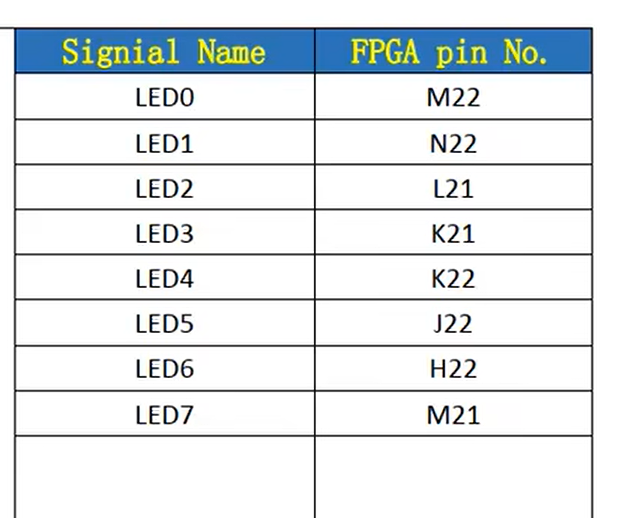 Signial Name FPGA pin No.
LED0 M22
LED1 N22
LED2 L21
LED3 K21
LED4 K22
LED5 J22
LED6 H22
LED7 M21